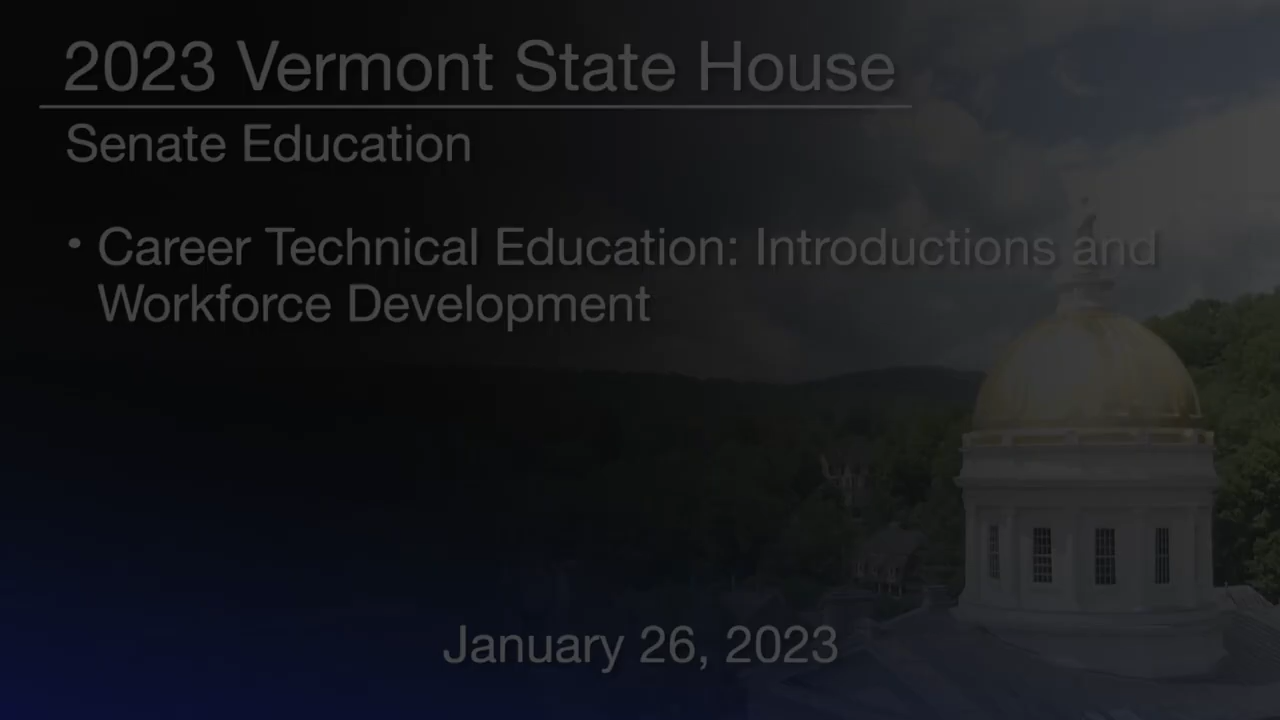 2023 Vermont State House
Senate Education
• Career Technical Education: Introductions and
Workforce Development
January 26, 2023